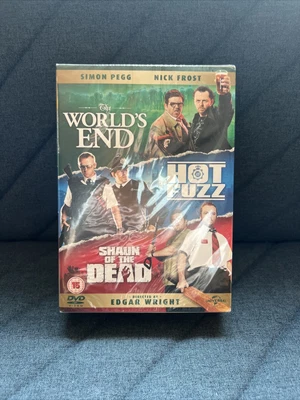 SIMON PEGG NICK FROST
The
WORLD'S
END
HOT
FUZZ
SHAUN
OF THE
DEAD
15
DVD
DIRECTED BY
EDGAR WRIGHT
UNIVERSAL